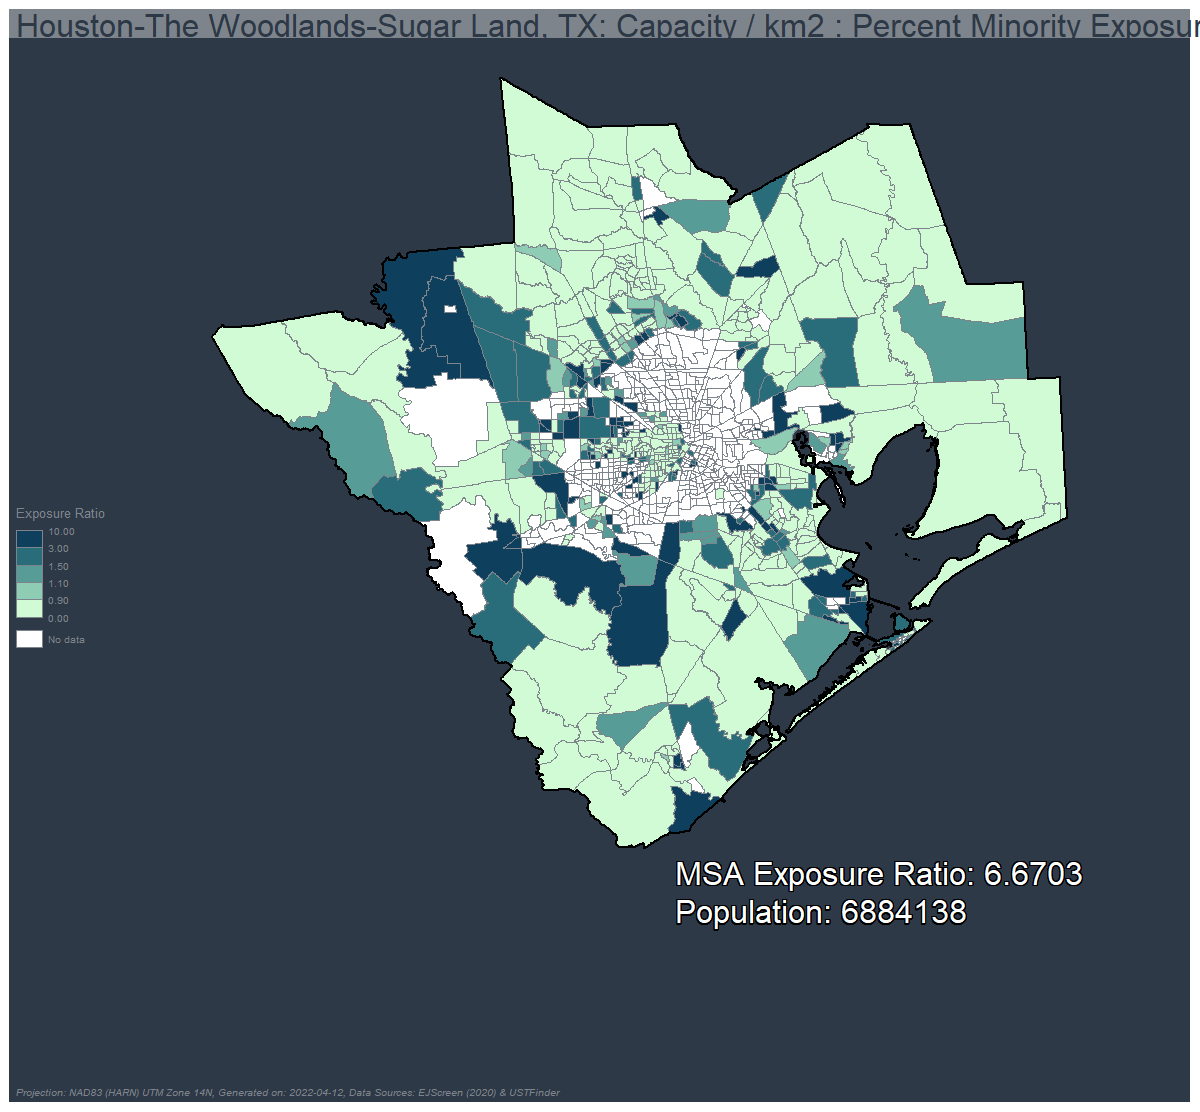 Houston-The Woodlands-Sugar Land, TX: Capacity / km2 : Percent Minority Exposur
Exposure Ratio
10.00
3.00
1.50
1.10
0.90
0.00
No data
MSA Exposure Ratio: 6.6703
Population: 6884138
Projection: NAD83 (HARN) UTM Zone 14N, Generated on: 2022-04-12, Data Sources: EJScreen (2020) & USTFinder